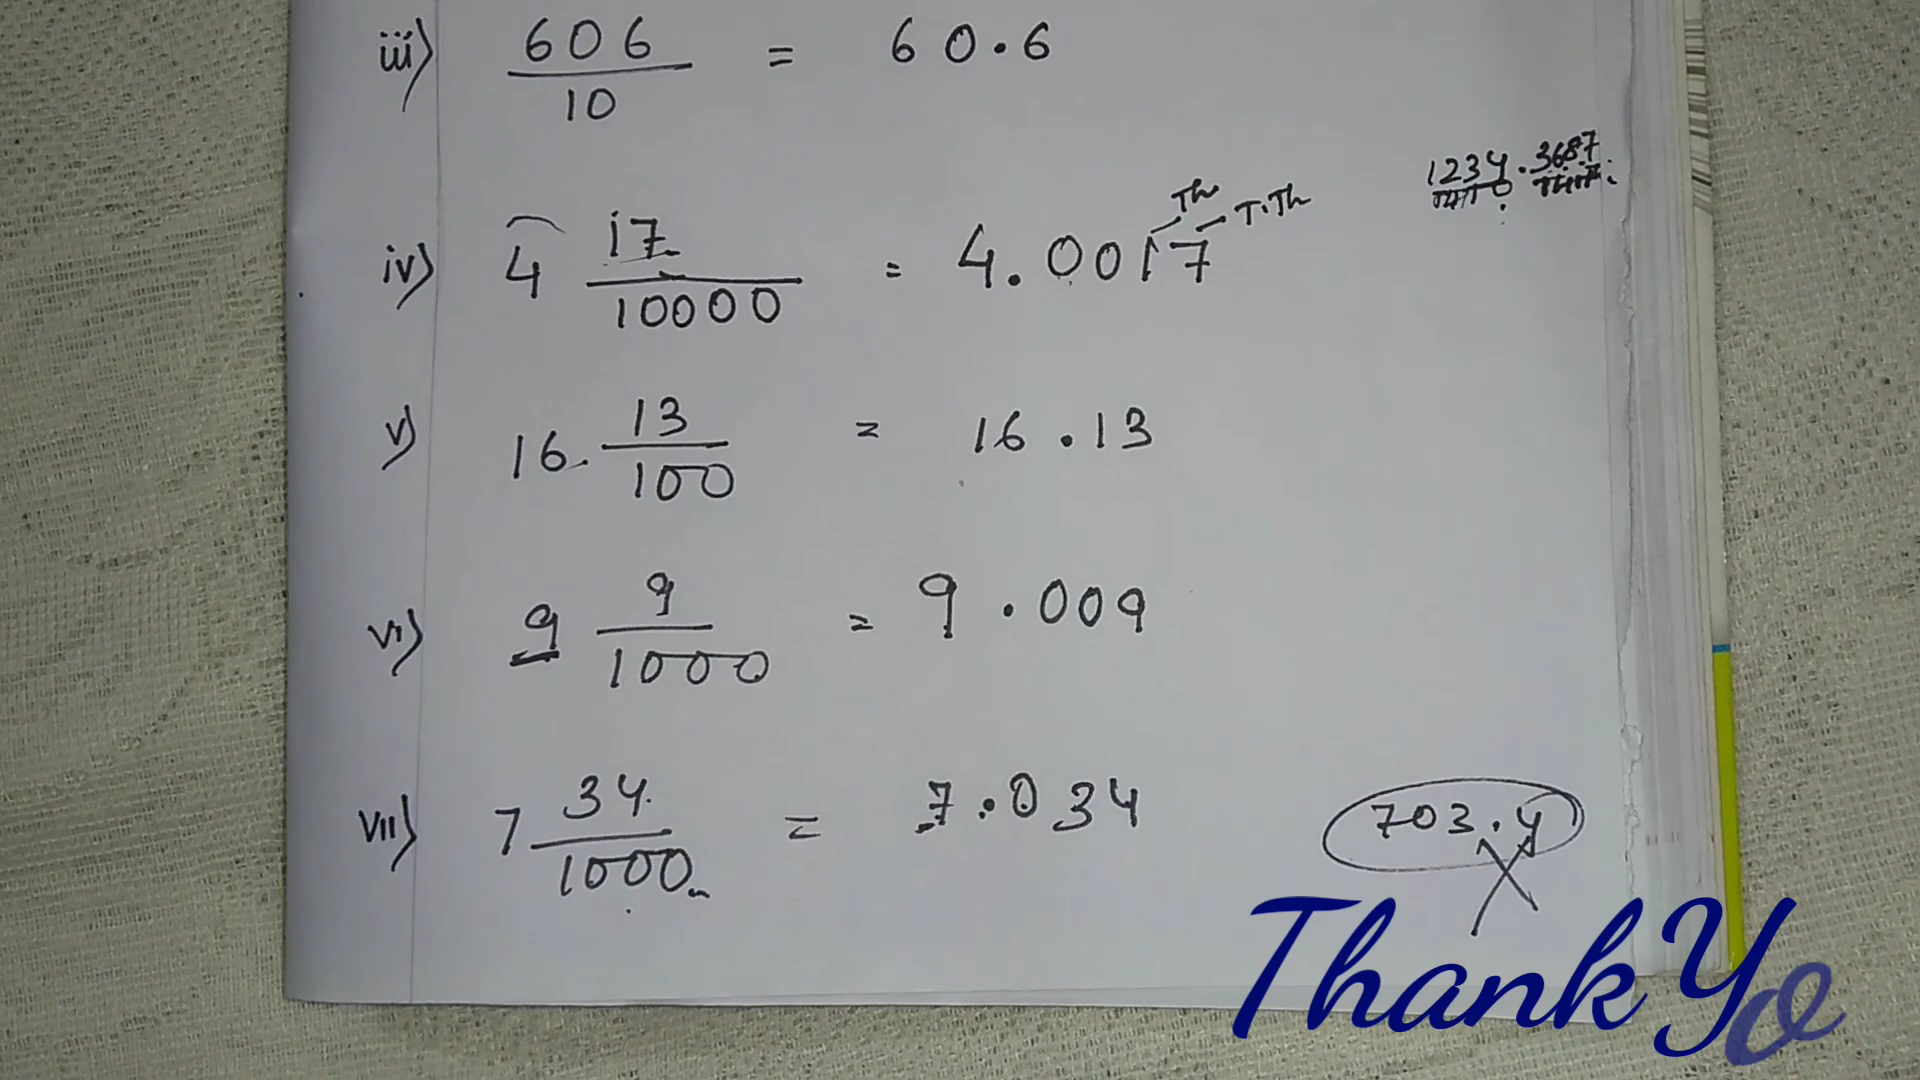 iii) 606/10 = 60.6
1234.3687
Th
T.Th
iv) 4 17/10000 = 4.0017
v) 16. 13/100 = 16.13
vi) 9 9/1000 = 9.009
vii) 7 34/1000 = 7.034
703.4
Thank Yo